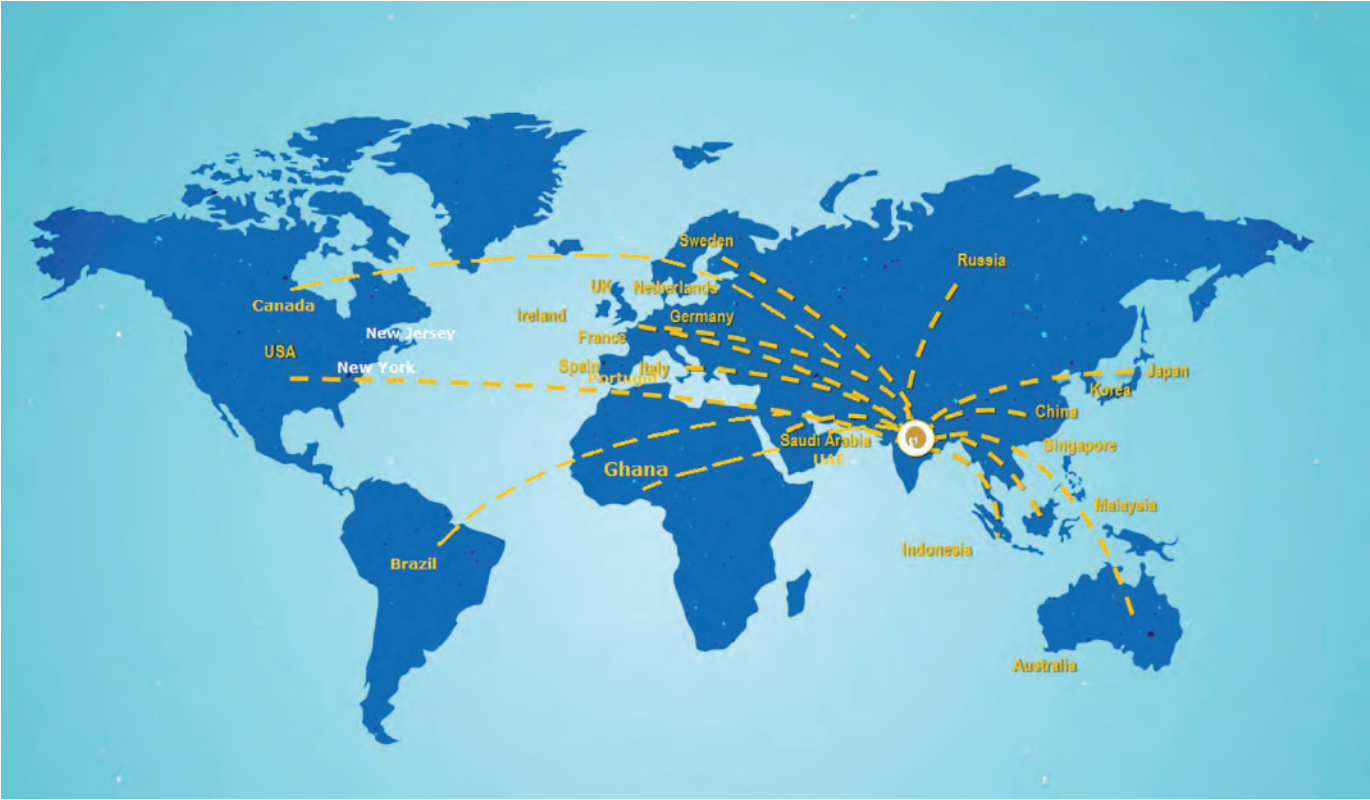 Sweden
Russia
UK
Netherlands
Canada
Ireland
Germany
New Jersey
France
USA
Spain
Italy
New York
Portugal
Japan
Korea
China
Saudi Arabia
Singapore
UAE
Ghana
Malaysia
Indonesia
Brazil
Australia